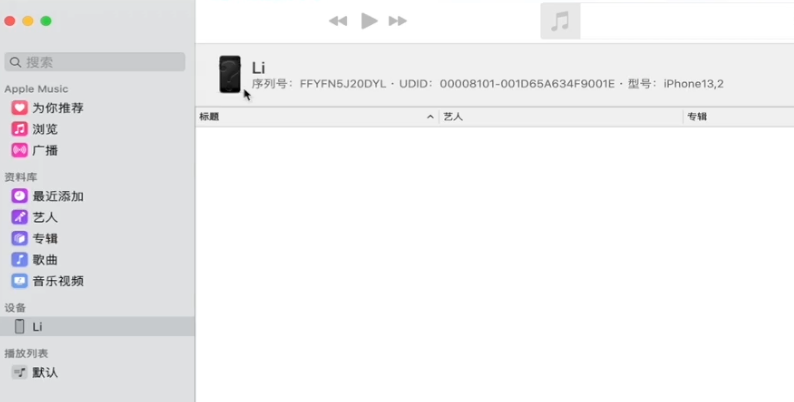 搜索
Apple Music
为你推荐
浏览
广播
资料库
最近添加
艺人
专辑
歌曲
音乐视频
设备
Li
播放列表
默认
Li
序列号： FFYFN5J20DYL · UDID： 00008101-001D65A634F9001E · 型号： iPhone13,2
标题 艺人 专辑